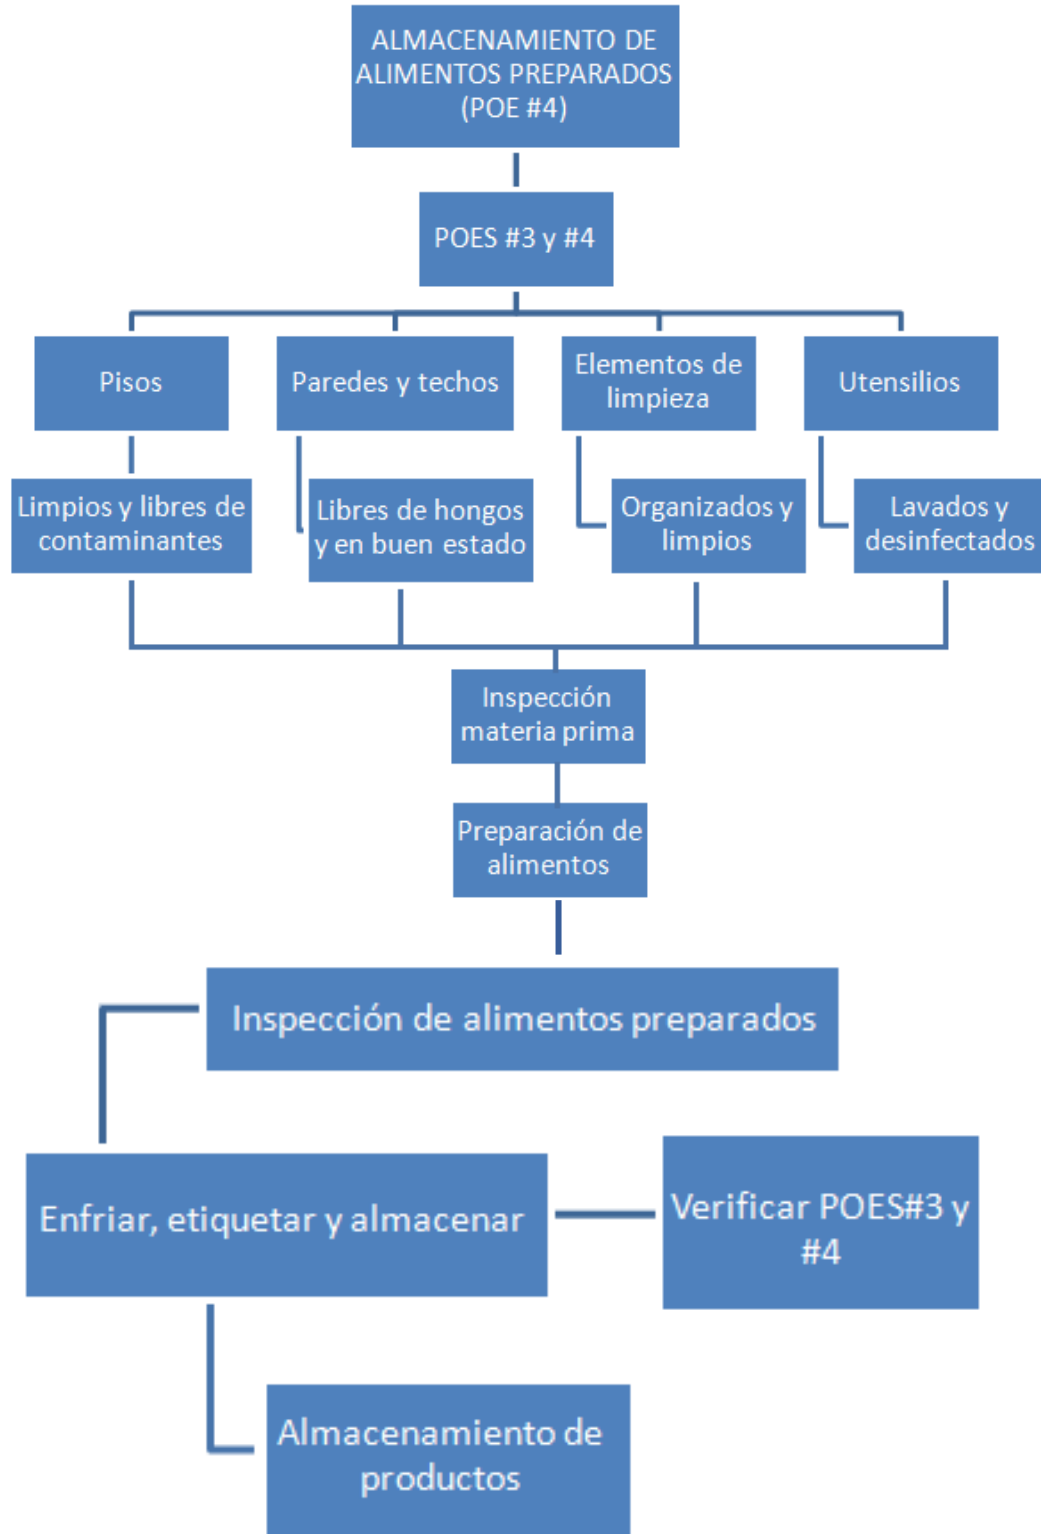 ALMACENAMIENTO DE
ALIMENTOS PREPARADOS
(POE #4)
POES #3 y #4
Pisos
Paredes y techos
Elementos de
limpieza
Utensilios
Limpios y libres de
contaminantes
Libres de hongos
y en buen estado
Organizados y
limpios
Lavados y
desinfectados
Inspección
materia prima
Preparación de
alimentos
Inspección de alimentos preparados
Enfriar, etiquetar y almacenar
Verificar POES#3 y
#4
Almacenamiento de
productos